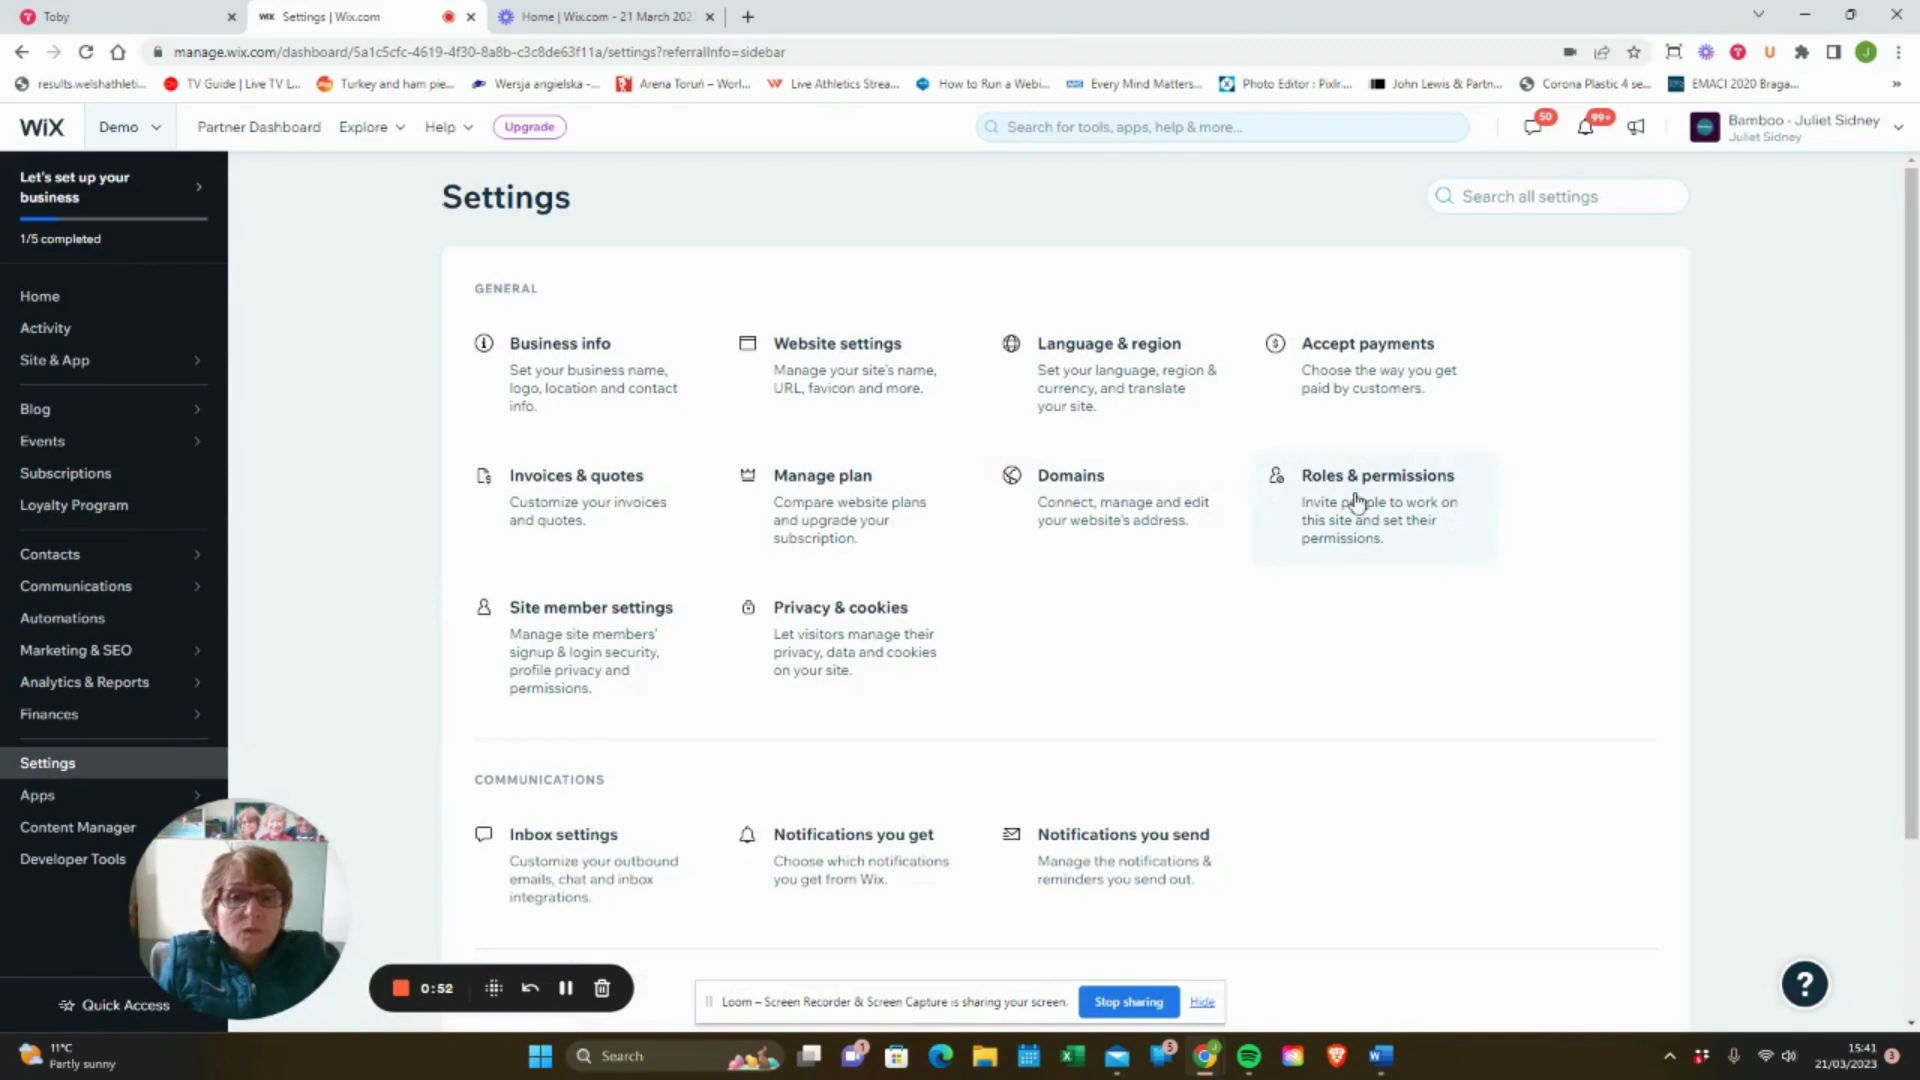 Toby
WiX Settings | Wix.com
Home | Wix.com - 21 March 202
manage.wix.com/dashboard/5a1c5cfc-4619-4f30-8a8b-c3c8de63f11a/settings?referralInfo=sidebar
J
results.welshathleti...
TV Guide | Live TV L...
Turkey and ham pie...
Wersja angielska -...
Arena Toruń – Worl...
Live Athletics Strea...
How to Run a Webi...
Every Mind Matters...
Photo Editor : Pixlr....
John Lewis & Partn...
Corona Plastic 4 se...
EMACI 2020 Braga...
»
WiX
Demo
Partner Dashboard
Explore
Help
Upgrade
Search for tools, apps, help & more...
50
99+
Bamboo - Juliet Sidney
Juliet Sidney
Let's set up your
business
1/5 completed
Home
Activity
Site & App
Blog
Events
Subscriptions
Loyalty Program
Contacts
Communications
Automations
Marketing & SEO
Analytics & Reports
Finances
Settings
Apps
Content Manager
Developer Tools
Quick Access
Settings
Search all settings
GENERAL
Business info
Set your business name,
logo, location and contact
info.
Website settings
Manage your site's name,
URL, favicon and more.
Language & region
Set your language, region &
currency, and translate
your site.
Accept payments
Choose the way you get
paid by customers.
Invoices & quotes
Customize your invoices
and quotes.
Manage plan
Compare website plans
and upgrade your
subscription.
Domains
Connect, manage and edit
your website's address.
Roles & permissions
Invite people to work on
this site and set their
permissions.
Site member settings
Manage site members'
signup & login security,
profile privacy and
permissions.
Privacy & cookies
Let visitors manage their
privacy, data and cookies
on your site.
COMMUNICATIONS
Inbox settings
Customize your outbound
emails, chat and inbox
integrations.
Notifications you get
Choose which notifications
you get from Wix.
Notifications you send
Manage the notifications &
reminders you send out.
0:52
Loom – Screen Recorder & Screen Capture is sharing your screen.
Stop sharing
Hide
?
11°C
Partly sunny
Search
1
5
15:41
21/03/2023
3